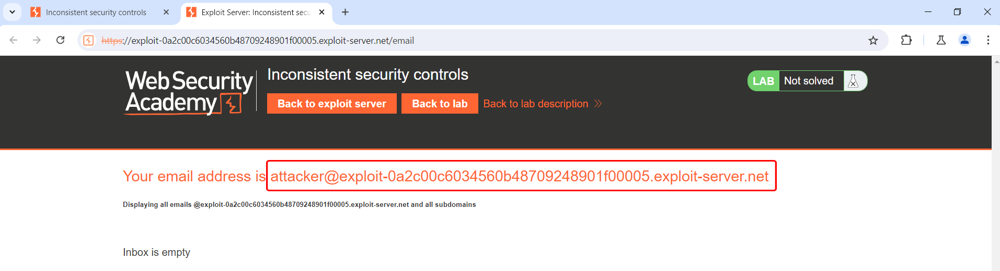 Inconsistent security controls
Exploit Server: Inconsistent secu
https://exploit-0a2c00c6034560b48709248901f00005.exploit-server.net/email
Web Security
Academy
Inconsistent security controls
Back to exploit server
Back to lab
Back to lab description
LAB
Not solved
Your email address is attacker@exploit-0a2c00c6034560b48709248901f00005.exploit-server.net
Displaying all emails @exploit-0a2c00c6034560b48709248901f00005.exploit-server.net and all subdomains
Inbox is empty